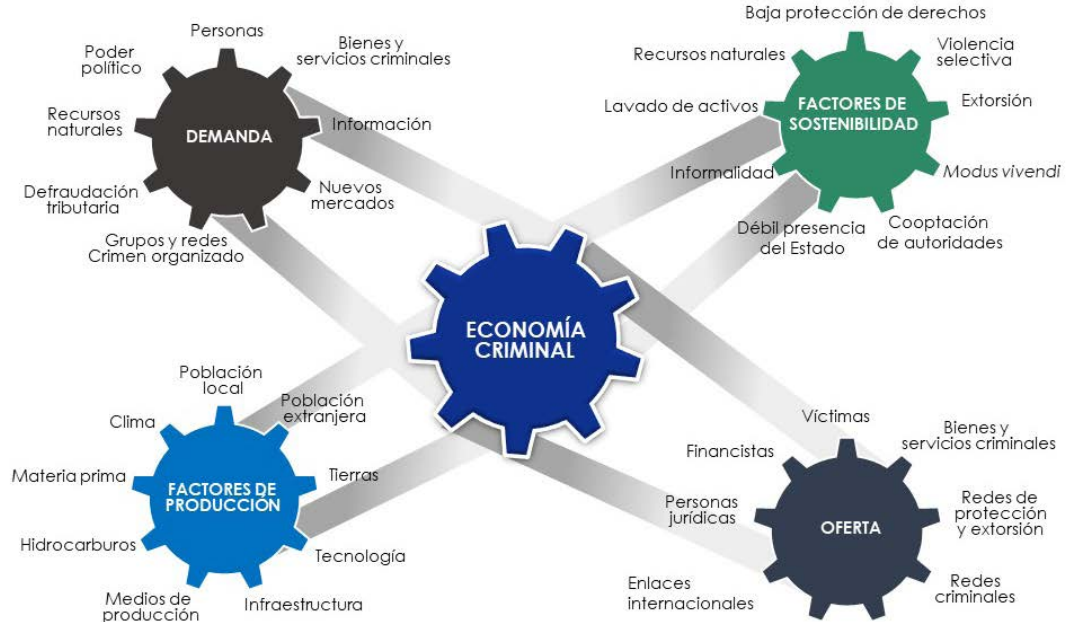 Personas
Bienes y
servicios criminales
Poder
político
Recursos
naturales
DEMANDA
Información
Defraudación
tributaria
Nuevos
mercados
Grupos y redes
Crimen organizado
Baja protección de derechos
Recursos naturales
Violencia
selectiva
Lavado de activos
FACTORES DE
SOSTENIBILIDAD
Extorsión
Informalidad
Modus vivendi
Débil presencia
del Estado
Cooptación
de autoridades
ECONOMÍA
CRIMINAL
Población
local
Población
extranjera
Clima
Materia prima
FACTORES DE
PRODUCCIÓN
Tierras
Hidrocarburos
Tecnología
Medios de
producción
Infraestructura
Víctimas
Bienes y
servicios criminales
Financistas
Personas
jurídicas
OFERTA
Redes de
protección
y extorsión
Enlaces
internacionales
Redes
criminales